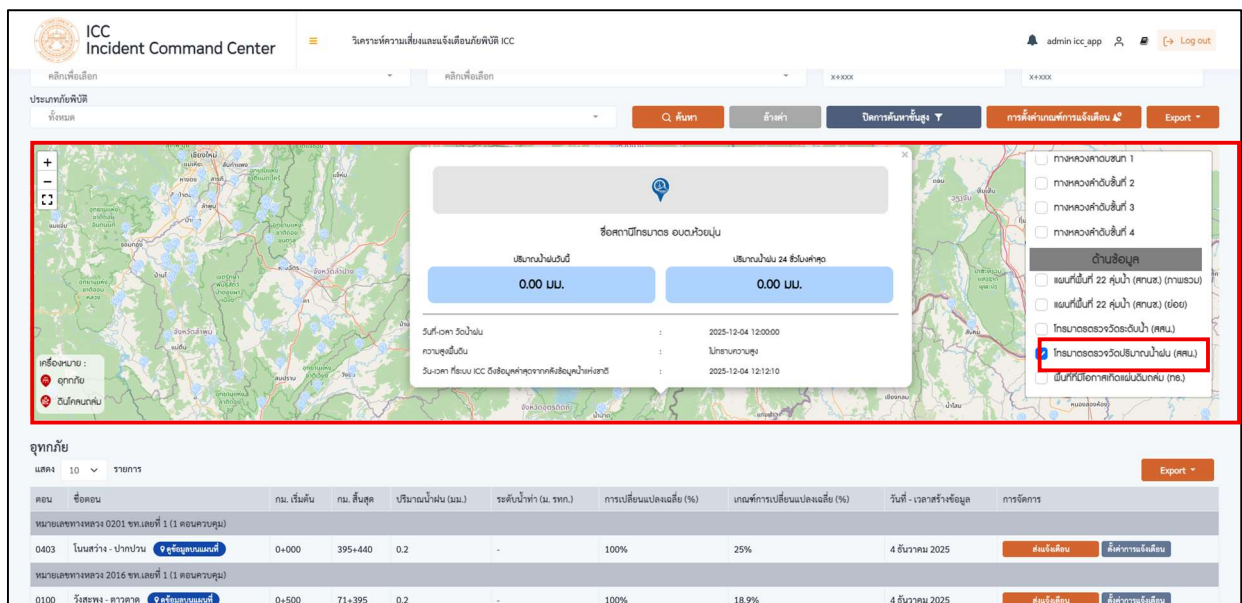 ICC
Incident Command Center
วิเคราะห์ความเสี่ยงและแจ้งเตือนภัยพิบัติ ICC
admin icc_app
Log out
คลิกเพื่อเลือก
คลิกเพื่อเลือก
x+xxx
x+xxx
ประเภทภัยพิบัติ
ทั้งหมด
ค้นหา
ล้างค่า
ปิดการค้นหาขั้นสูง
การตั้งค่าเกณฑ์การแจ้งเตือน
Export
+
−
เครื่องหมาย :
อุทกภัย
ดินโคลนถล่ม
×
ชื่อสถานีโทรมาตร อบต.ห้วยมุ่น
ปริมาณน้ำฝนวันนี้
ปริมาณน้ำฝน 24 ชั่วโมงล่าสุด
0.00 มม.
0.00 มม.
วันที่-เวลา วัดน้ำฝน : 2025-12-04 12:00:00
ความสูงพื้นดิน : ไม่ทราบความสูง
วัน-เวลา ที่ระบบ ICC ดึงข้อมูลค่าล่าสุดจากคลังข้อมูลน้ำแห่งชาติ : 2025-12-04 12:12:10
ทางหลวงลำดับชั้นที่ 1
ทางหลวงลำดับชั้นที่ 2
ทางหลวงลำดับชั้นที่ 3
ทางหลวงลำดับชั้นที่ 4
ด้านข้อมูล
แผนที่พื้นที่ 22 ลุ่มน้ำ (สทนช.) (ภาพรวม)
แผนที่พื้นที่ 22 ลุ่มน้ำ (สทนช.) (ย่อย)
โทรมาตรตรวจวัดระดับน้ำ (สสน.)
โทรมาตรตรวจวัดปริมาณน้ำฝน (สสน.)
พื้นที่ที่มีโอกาสเกิดแผ่นดินถล่ม (ทธ.)
อุทกภัย
แสดง 10 รายการ
Export
ตอน ชื่อตอน กม. เริ่มต้น กม. สิ้นสุด ปริมาณน้ำฝน (มม.) ระดับน้ำท่า (ม. รทก.) การเปลี่ยนแปลงเฉลี่ย (%) เกณฑ์การเปลี่ยนแปลงเฉลี่ย (%) วันที่ - เวลาสร้างข้อมูล การจัดการ
หมายเลขทางหลวง 0201 ขท.เลยที่ 1 (1 ตอนควบคุม)
0403 โนนสว่าง - ปากปวน ดูข้อมูลบนแผนที่ 0+000 395+440 0.2 - 100% 25% 4 ธันวาคม 2025 ส่งแจ้งเตือน ตั้งค่าการแจ้งเตือน
หมายเลขทางหลวง 2016 ขท.เลยที่ 1 (1 ตอนควบคุม)
0100 วังสะพุง - ตาวตาด ดูข้อมูลบนแผนที่ 0+500 71+395 0.2 - 100% 18.9% 4 ธันวาคม 2025 ส่งแจ้งเตือน ตั้งค่าการแจ้งเตือน